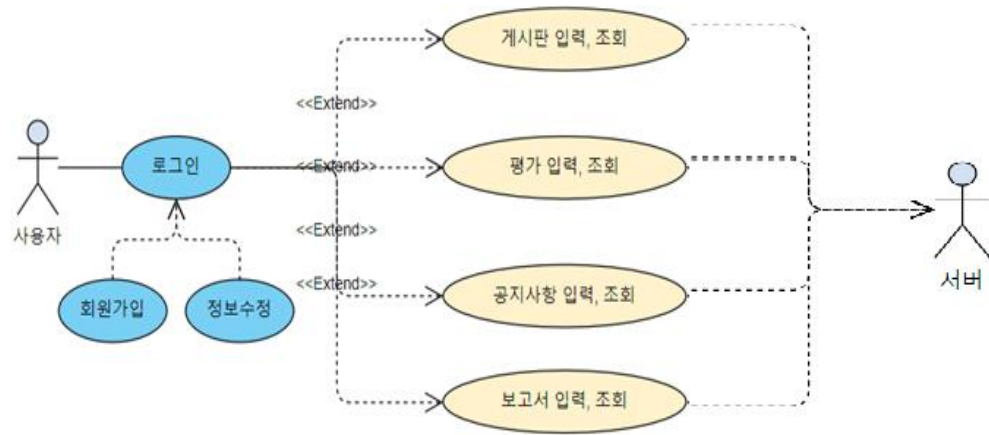 게시판 입력, 조회
<<Extend>>
로그인
<<Extend>>
평가 입력, 조회
사용자
<<Extend>>
서버
회원가입
정보수정
<<Extend>>
공지사항 입력, 조회
보고서 입력, 조회